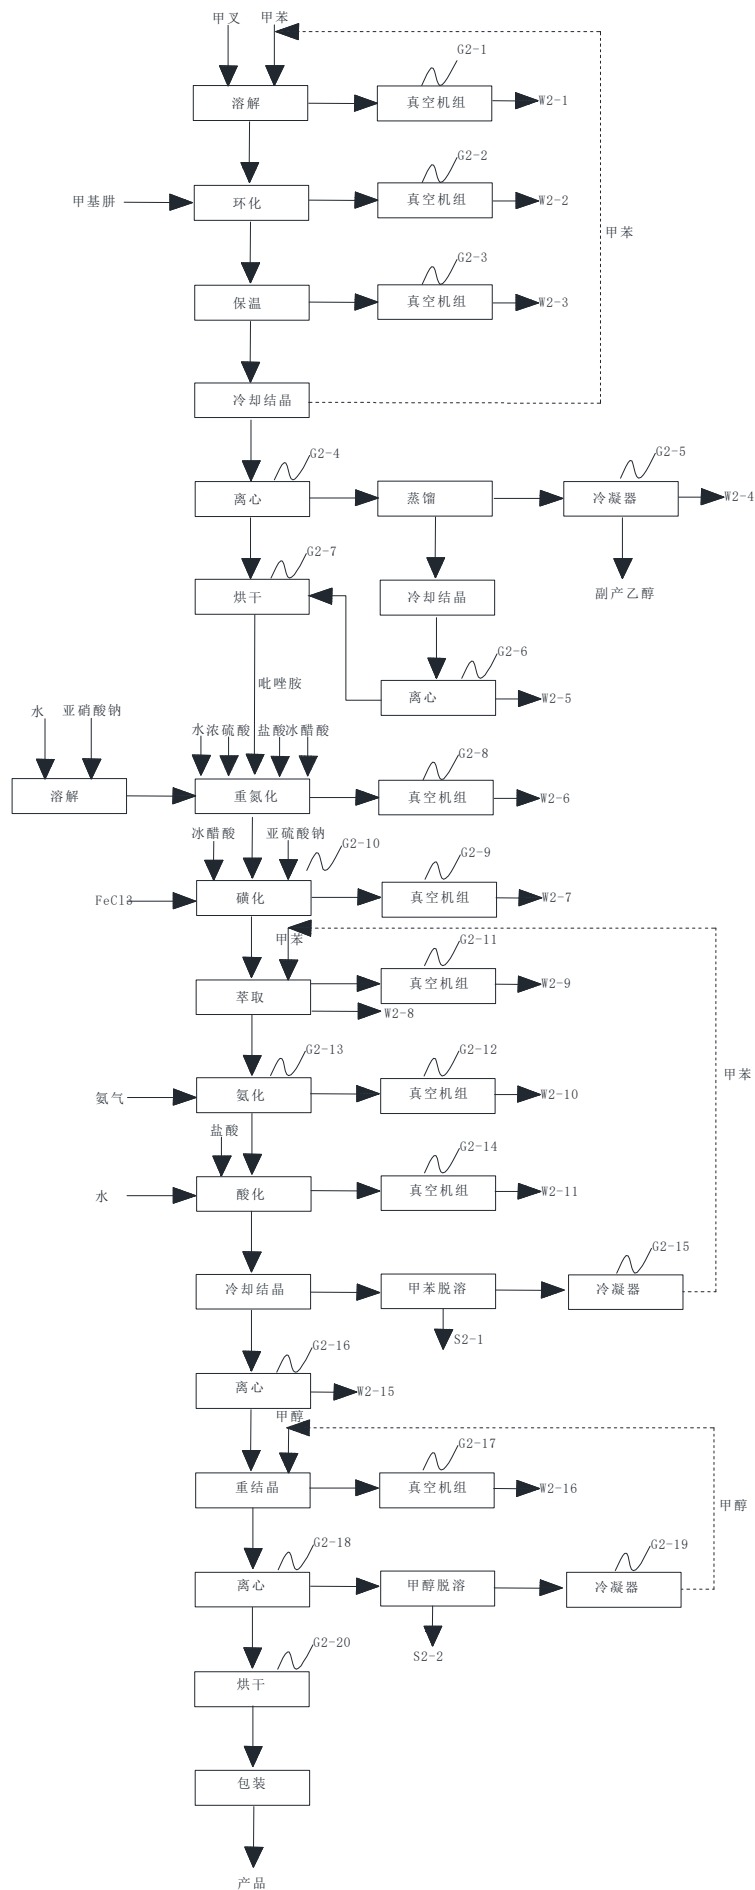 甲叉
甲苯
G2-1
溶解
真空机组
W2-1
G2-2
甲基肼
环化
真空机组
W2-2
甲苯
G2-3
保温
真空机组
W2-3
冷却结晶
G2-4
G2-5
离心
蒸馏
冷凝器
W2-4
G2-7
烘干
冷却结晶
副产乙醇
G2-6
吡唑胺
离心
W2-5
水
亚硝酸钠
水
浓硫酸
盐酸
冰醋酸
G2-8
溶解
重氮化
真空机组
W2-6
冰醋酸
亚硫酸钠
G2-10
G2-9
FeCl3
磺化
真空机组
W2-7
甲苯
G2-11
萃取
真空机组
W2-9
W2-8
G2-13
G2-12
甲苯
氨气
氨化
真空机组
W2-10
盐酸
G2-14
水
酸化
真空机组
W2-11
G2-15
冷却结晶
甲苯脱溶
冷凝器
S2-1
G2-16
离心
W2-15
甲醇
G2-17
重结晶
真空机组
W2-16
甲醇
G2-18
G2-19
离心
甲醇脱溶
冷凝器
G2-20
S2-2
烘干
包装
产品